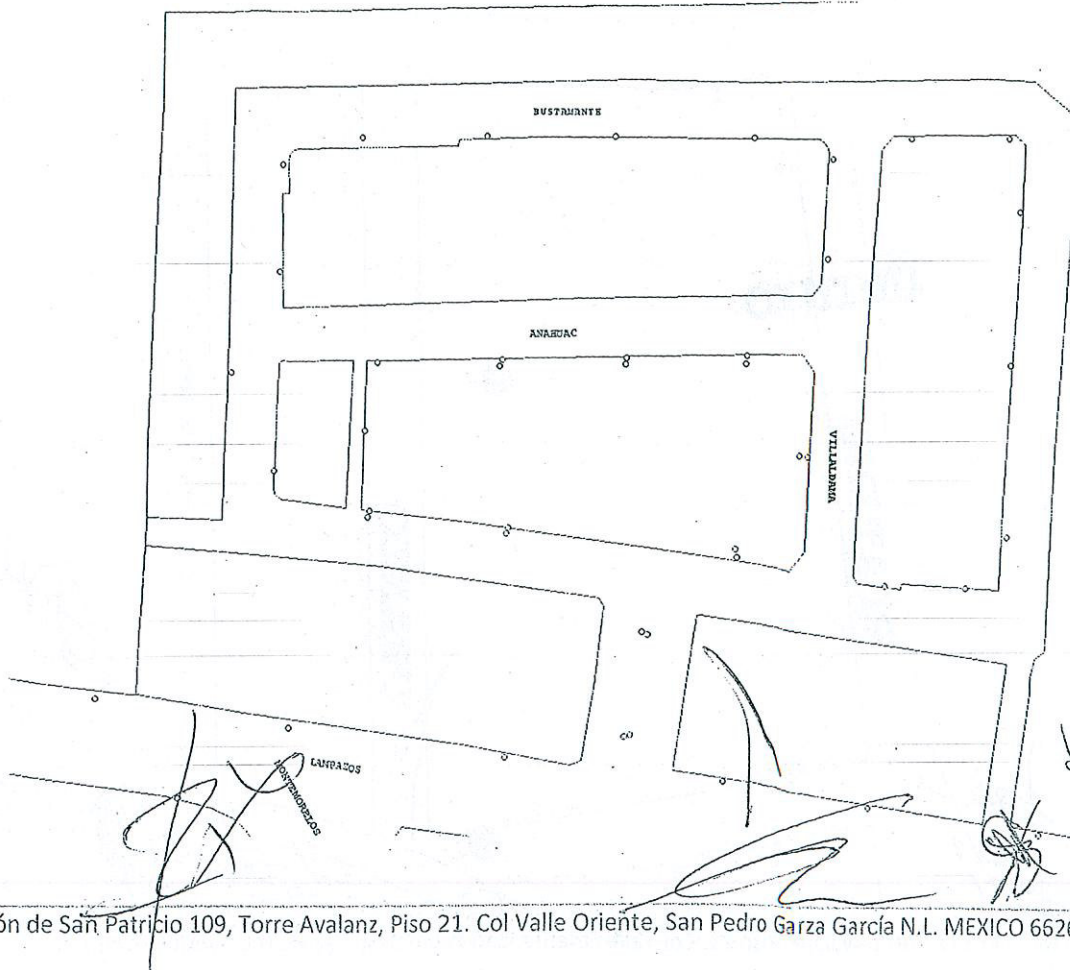 BUSTAMANTE
ANAHUAC
VILLALDAMA
LAMPAZOS
MONTEMORELOS
ón de San Patricio 109, Torre Avalanz, Piso 21. Col Valle Oriente, San Pedro Garza García N.L. MEXICO 6626